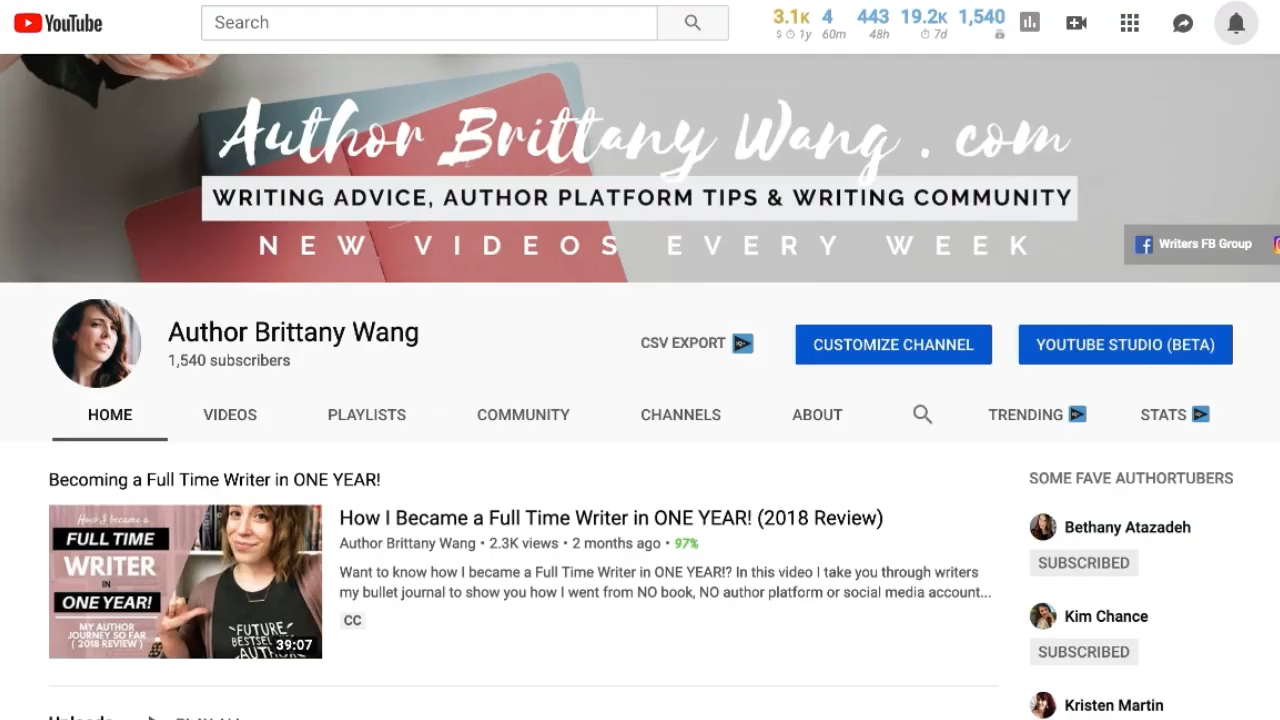 YouTube
Search
3.1K 4 443 19.2K 1,540
$ 1y 60m 48h 7d
Author Brittany Wang . com
WRITING ADVICE, AUTHOR PLATFORM TIPS & WRITING COMMUNITY
NEW VIDEOS EVERY WEEK
Writers FB Group
Author Brittany Wang
1,540 subscribers
CSV EXPORT
CUSTOMIZE CHANNEL
YOUTUBE STUDIO (BETA)
HOME VIDEOS PLAYLISTS COMMUNITY CHANNELS ABOUT TRENDING STATS
Becoming a Full Time Writer in ONE YEAR!
How I became a
FULL TIME
WRITER
IN
ONE YEAR!
MY AUTHOR
JOURNEY SO FAR
( 2018 REVIEW )
FUTURE
39:07
How I Became a Full Time Writer in ONE YEAR! (2018 Review)
Author Brittany Wang • 2.3K views • 2 months ago • 97%
Want to know how I became a Full Time Writer in ONE YEAR!? In this video I take you through writers
my bullet journal to show you how I went from NO book, NO author platform or social media account...
CC
SOME FAVE AUTHORTUBERS
Bethany Atazadeh
SUBSCRIBED
Kim Chance
SUBSCRIBED
Kristen Martin